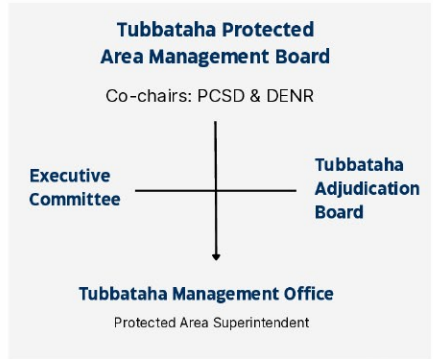 Tubbataha Protected
Area Management Board
Co-chairs: PCSD & DENR
Executive
Committee
Tubbataha
Adjudication
Board
Tubbataha Management Office
Protected Area Superintendent